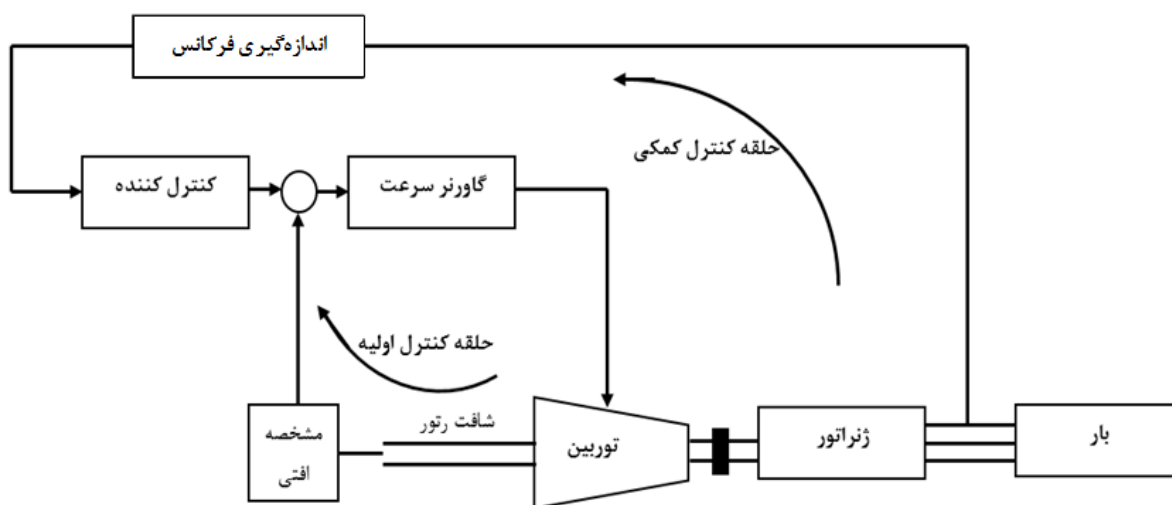 اندازه‌گیری فرکانس
حلقه کنترل کمکی
کنترل کننده
گاورنر سرعت
حلقه کنترل اولیه
مشخصه
افتی
شافت رتور
توربین
ژنراتور
بار